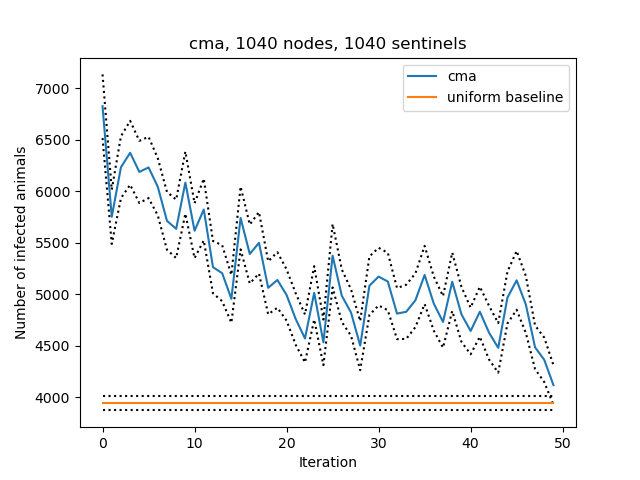 cma, 1040 nodes, 1040 sentinels
cma
uniform baseline
Number of infected animals
7000
6500
6000
5500
5000
4500
4000
0 10 20 30 40 50
Iteration